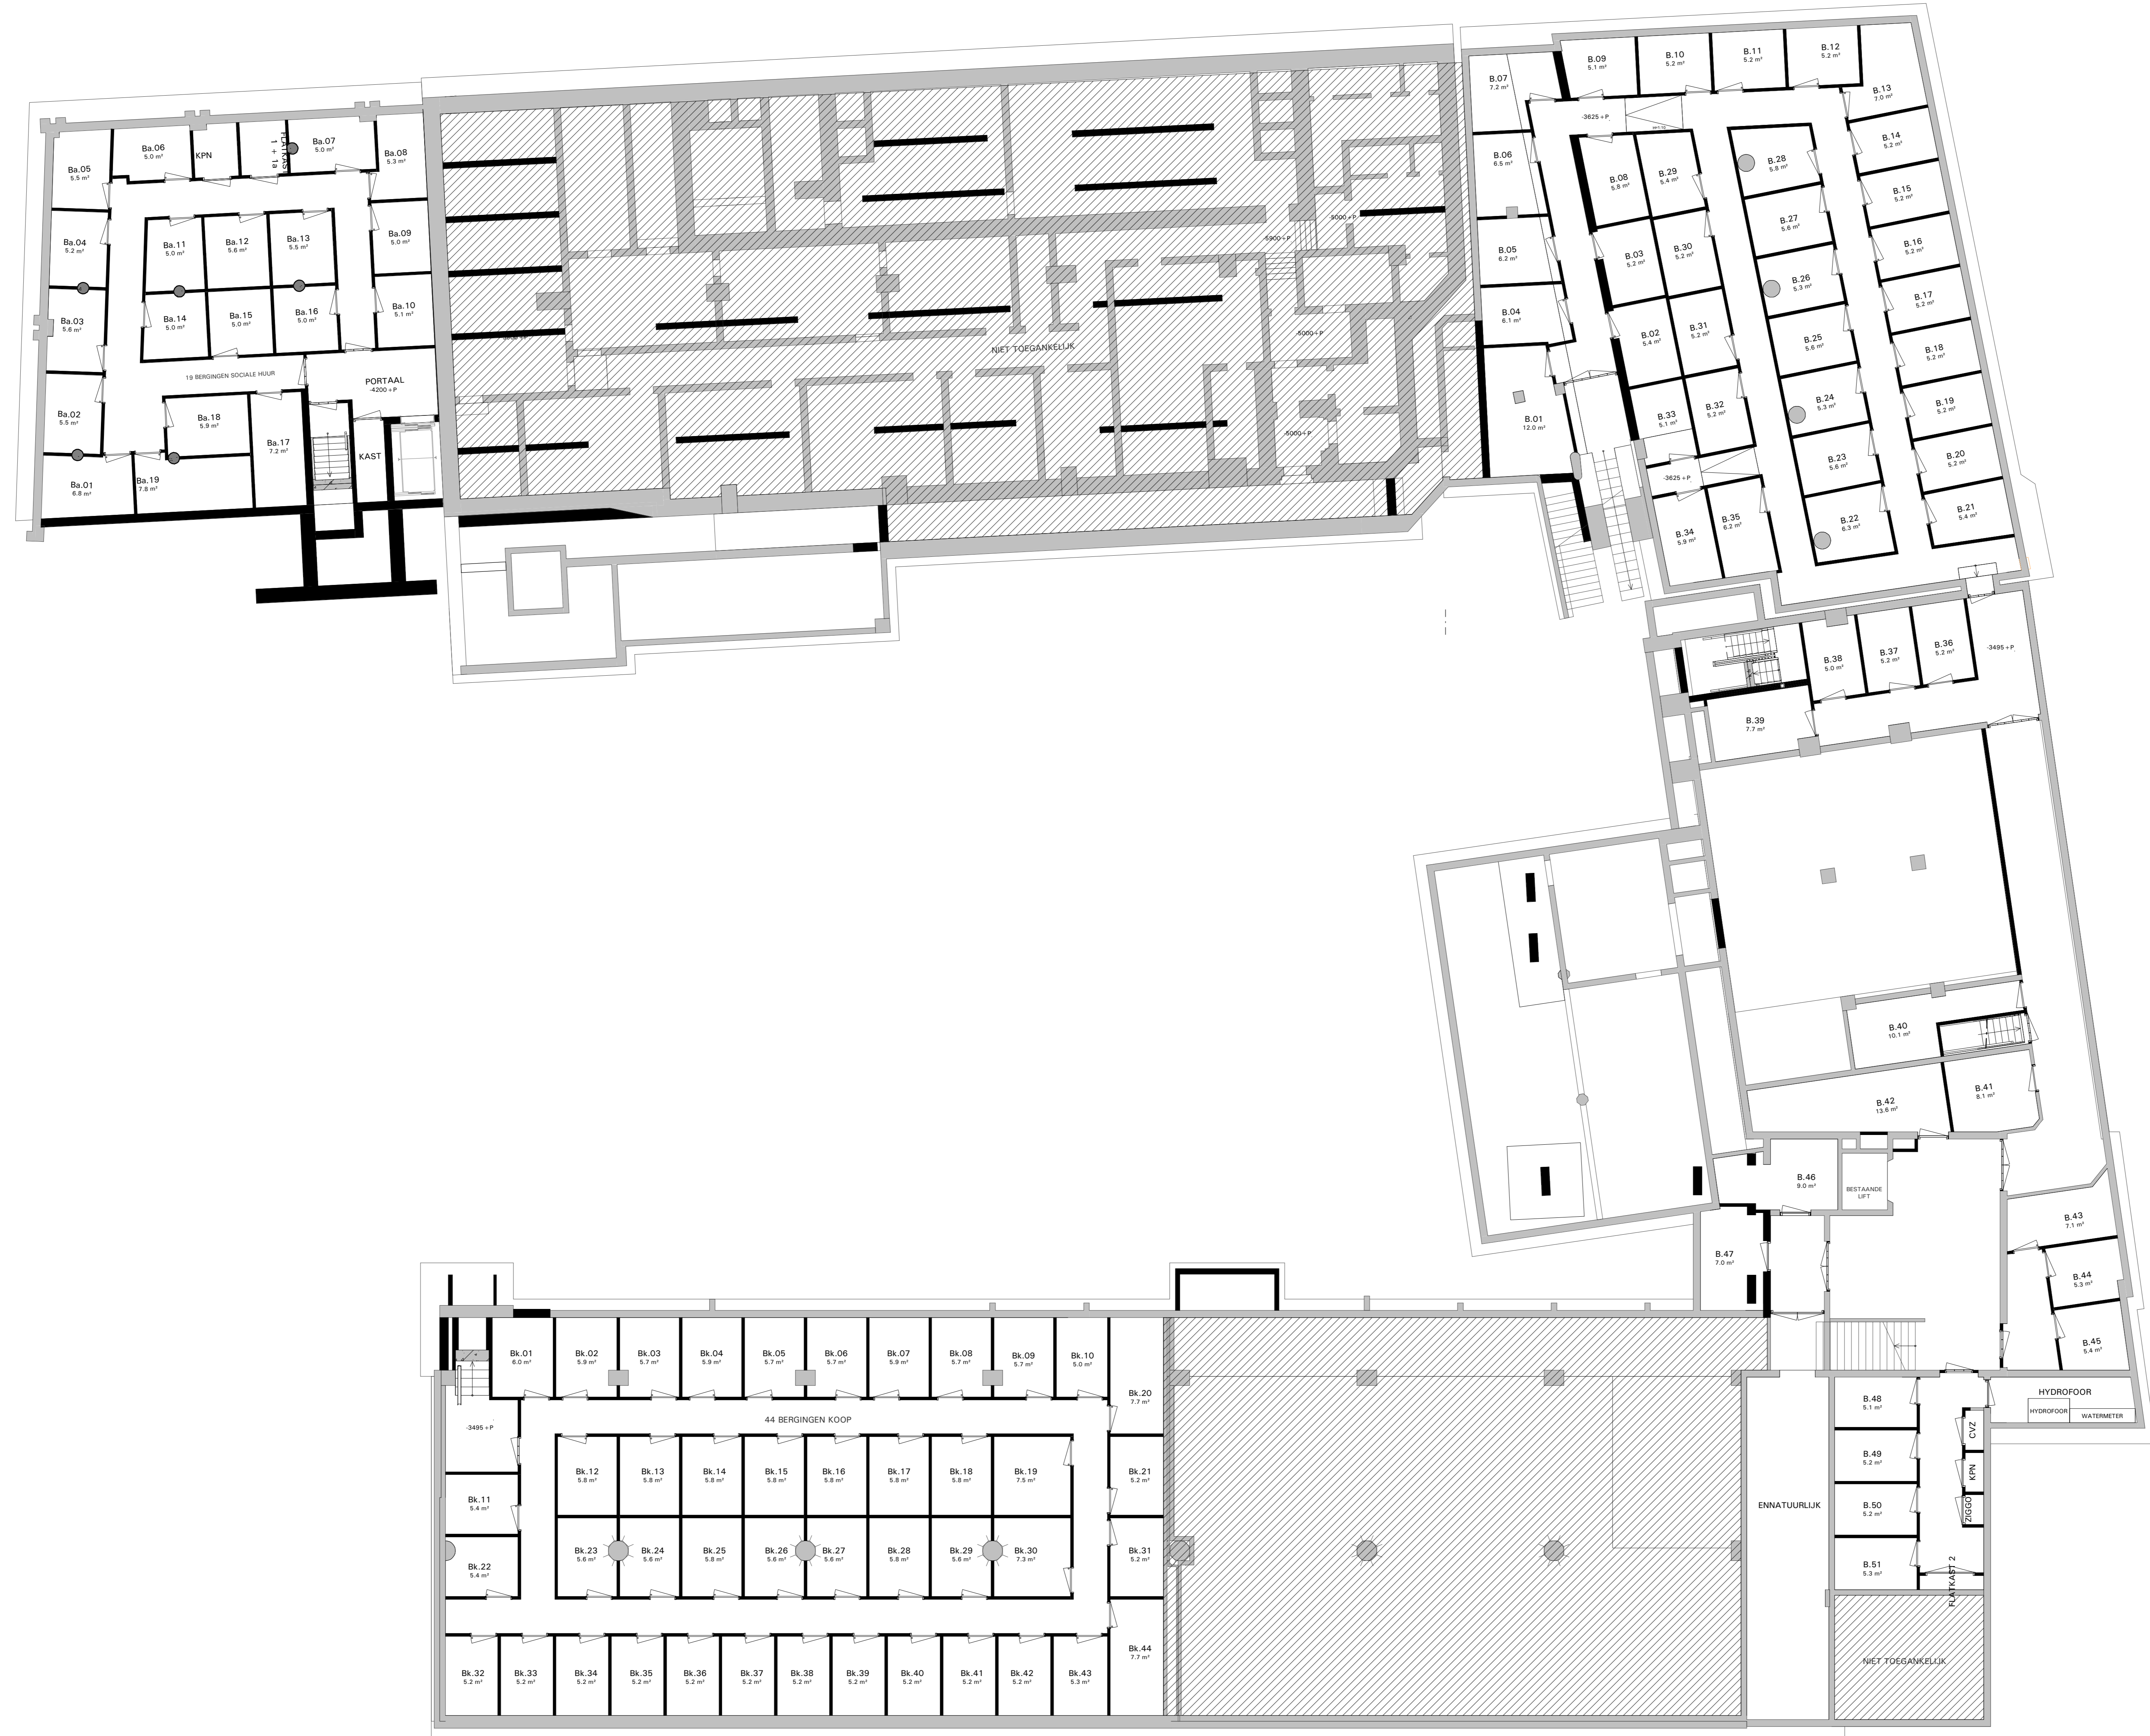 Ba.05
5.5 m²
Ba.06
5.0 m²
KPN
FLATKAST
1 + 1a
Ba.07
5.0 m²
Ba.08
5.3 m²
Ba.04
5.2 m²
Ba.11
5.0 m²
Ba.12
5.6 m²
Ba.13
5.5 m²
Ba.09
5.0 m²
Ba.03
5.6 m²
Ba.14
5.0 m²
Ba.15
5.0 m²
Ba.16
5.0 m²
Ba.10
5.1 m²
19 BERGINGEN SOCIALE HUUR
PORTAAL
-4200+P
Ba.02
5.5 m²
Ba.18
5.9 m²
Ba.17
7.2 m²
KAST
Ba.01
6.8 m²
Ba.19
7.8 m²
NIET TOEGANKELIJK
-5900+P
-5000+P
-5000+P
-5000+P
B.07
7.2 m²
B.09
5.1 m²
B.10
5.2 m²
B.11
5.2 m²
B.12
5.2 m²
B.13
7.0 m²
-3625+P
B.06
6.5 m²
B.08
5.8 m²
B.29
5.4 m²
B.28
5.8 m²
B.14
5.2 m²
B.15
5.2 m²
B.05
6.2 m²
B.03
5.2 m²
B.30
5.2 m²
B.27
5.6 m²
B.16
5.2 m²
B.04
6.1 m²
B.02
5.4 m²
B.31
5.2 m²
B.26
5.3 m²
B.17
5.2 m²
B.25
5.6 m²
B.18
5.2 m²
B.01
12.0 m²
B.33
5.1 m²
B.32
5.2 m²
B.24
5.3 m²
B.19
5.2 m²
-3625+P
B.23
5.6 m²
B.20
5.2 m²
B.34
5.9 m²
B.35
6.2 m²
B.22
6.3 m²
B.21
5.4 m²
B.38
5.0 m²
B.37
5.2 m²
B.36
5.2 m²
-3495+P
B.39
7.7 m²
B.40
10.1 m²
B.41
8.1 m²
B.42
13.6 m²
B.46
9.0 m²
BESTAANDE
LIFT
B.43
7.1 m²
B.47
7.0 m²
B.44
5.3 m²
B.45
5.4 m²
HYDROFOOR
HYDROFOOR
WATERMETER
B.48
5.1 m²
CVZ
B.49
5.2 m²
KPN
B.50
5.2 m²
ZIGGO
B.51
5.3 m²
FLATKAST 2
ENNATUURLIJK
NIET TOEGANKELIJK
Bk.01
6.0 m²
Bk.02
5.9 m²
Bk.03
5.7 m²
Bk.04
5.9 m²
Bk.05
5.7 m²
Bk.06
5.7 m²
Bk.07
5.9 m²
Bk.08
5.7 m²
Bk.09
5.7 m²
Bk.10
5.0 m²
Bk.20
7.7 m²
-3495+P
44 BERGINGEN KOOP
Bk.11
5.4 m²
Bk.12
5.8 m²
Bk.13
5.8 m²
Bk.14
5.8 m²
Bk.15
5.8 m²
Bk.16
5.8 m²
Bk.17
5.8 m²
Bk.18
5.8 m²
Bk.19
7.5 m²
Bk.21
5.2 m²
Bk.22
5.4 m²
Bk.23
5.6 m²
Bk.24
5.6 m²
Bk.25
5.8 m²
Bk.26
5.6 m²
Bk.27
5.6 m²
Bk.28
5.8 m²
Bk.29
5.6 m²
Bk.30
7.3 m²
Bk.31
5.2 m²
Bk.32
5.2 m²
Bk.33
5.2 m²
Bk.34
5.2 m²
Bk.35
5.2 m²
Bk.36
5.2 m²
Bk.37
5.2 m²
Bk.38
5.2 m²
Bk.39
5.2 m²
Bk.40
5.2 m²
Bk.41
5.2 m²
Bk.42
5.2 m²
Bk.43
5.3 m²
Bk.44
7.7 m²